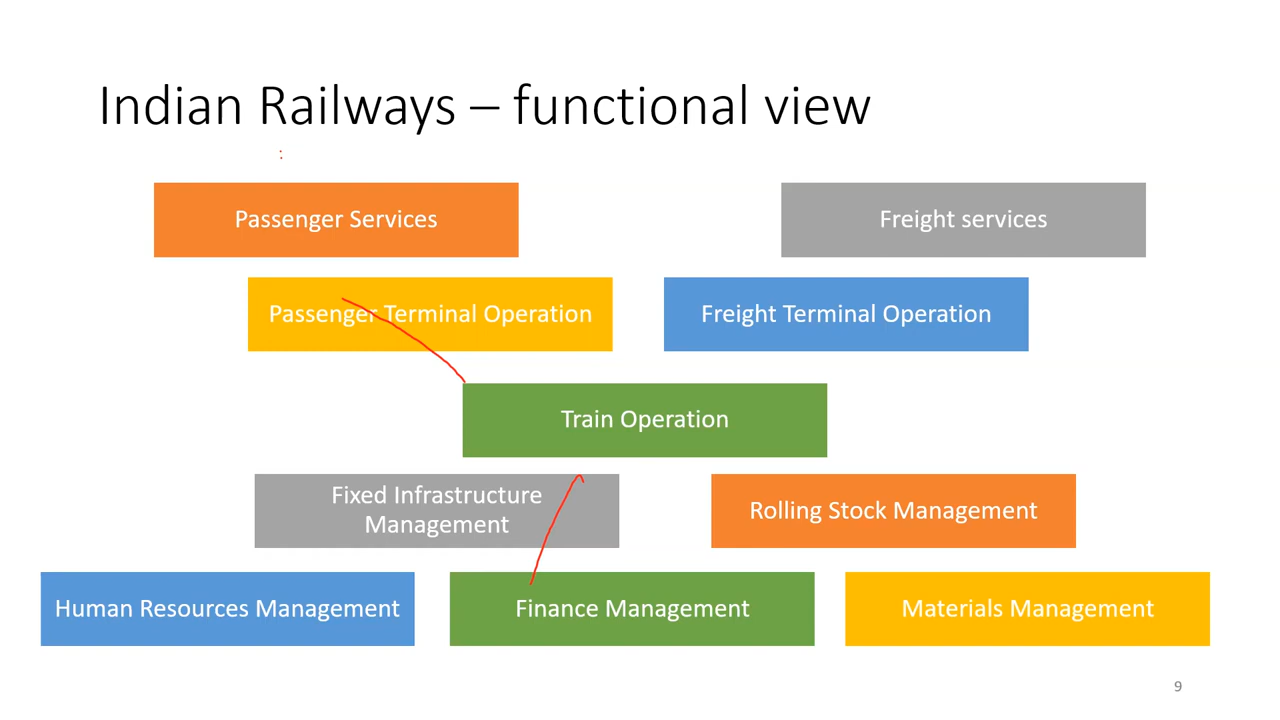 Indian Railways – functional view
Passenger Services
Freight services
Passenger Terminal Operation
Freight Terminal Operation
Train Operation
Fixed Infrastructure
Management
Rolling Stock Management
Human Resources Management
Finance Management
Materials Management
9